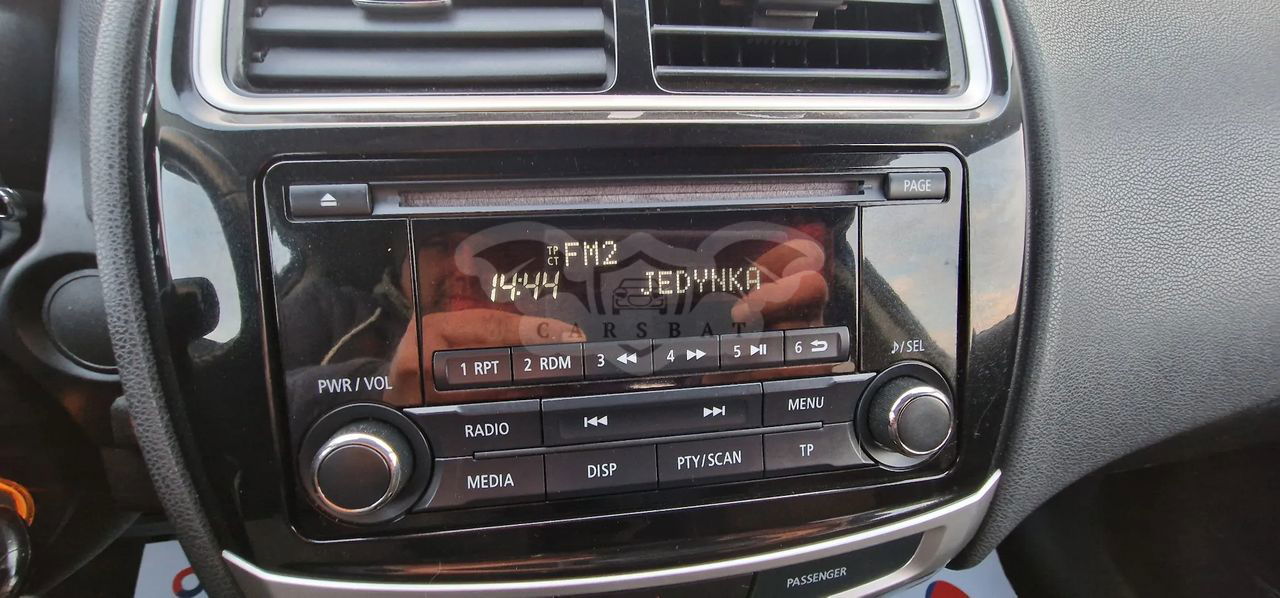 PAGE
TP
CT
FM2
14:44 JEDYNKA
CARSBAT
1 RPT 2 RDM 3 4 5 6
♪/SEL
PWR/VOL
RADIO MENU
MEDIA DISP PTY/SCAN TP
PASSENGER